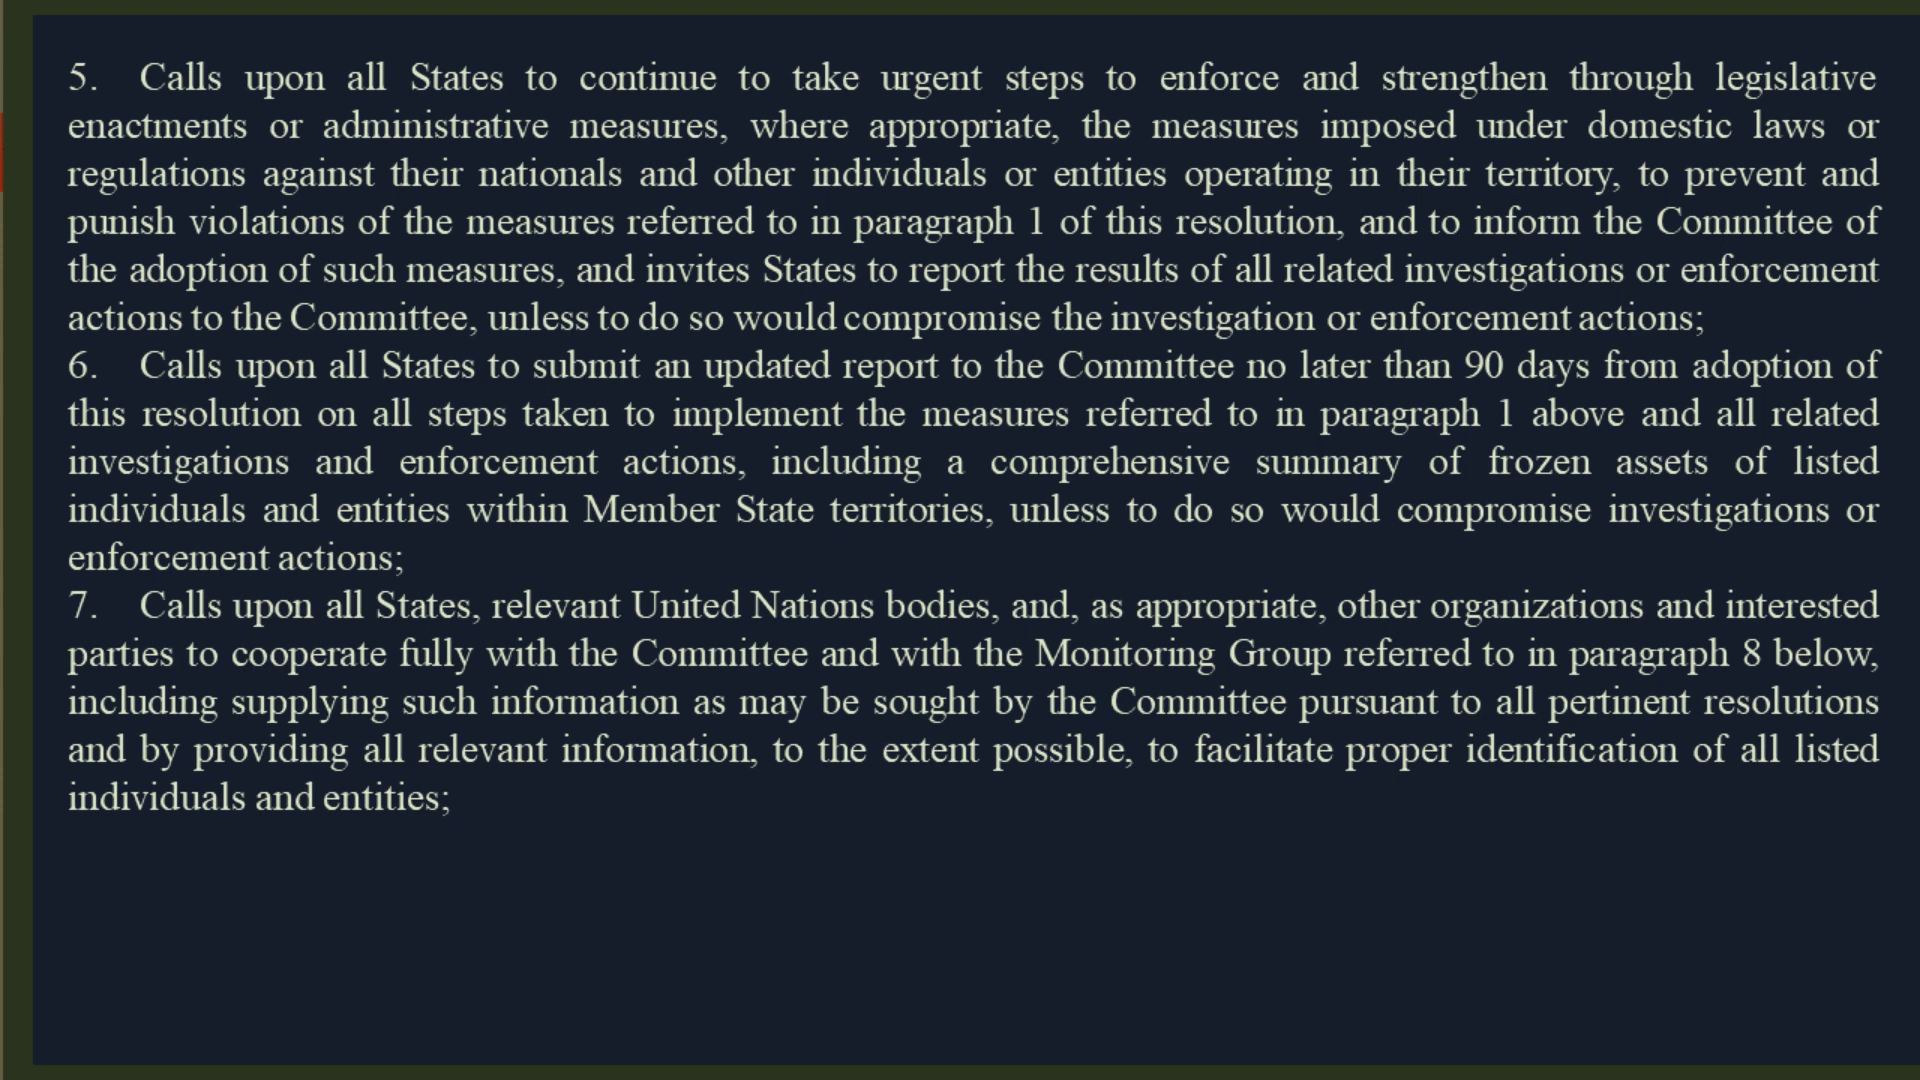 5. Calls upon all States to continue to take urgent steps to enforce and strengthen through legislative
enactments or administrative measures, where appropriate, the measures imposed under domestic laws or
regulations against their nationals and other individuals or entities operating in their territory, to prevent and
punish violations of the measures referred to in paragraph 1 of this resolution, and to inform the Committee of
the adoption of such measures, and invites States to report the results of all related investigations or enforcement
actions to the Committee, unless to do so would compromise the investigation or enforcement actions;
6. Calls upon all States to submit an updated report to the Committee no later than 90 days from adoption of
this resolution on all steps taken to implement the measures referred to in paragraph 1 above and all related
investigations and enforcement actions, including a comprehensive summary of frozen assets of listed
individuals and entities within Member State territories, unless to do so would compromise investigations or
enforcement actions;
7. Calls upon all States, relevant United Nations bodies, and, as appropriate, other organizations and interested
parties to cooperate fully with the Committee and with the Monitoring Group referred to in paragraph 8 below,
including supplying such information as may be sought by the Committee pursuant to all pertinent resolutions
and by providing all relevant information, to the extent possible, to facilitate proper identification of all listed
individuals and entities;